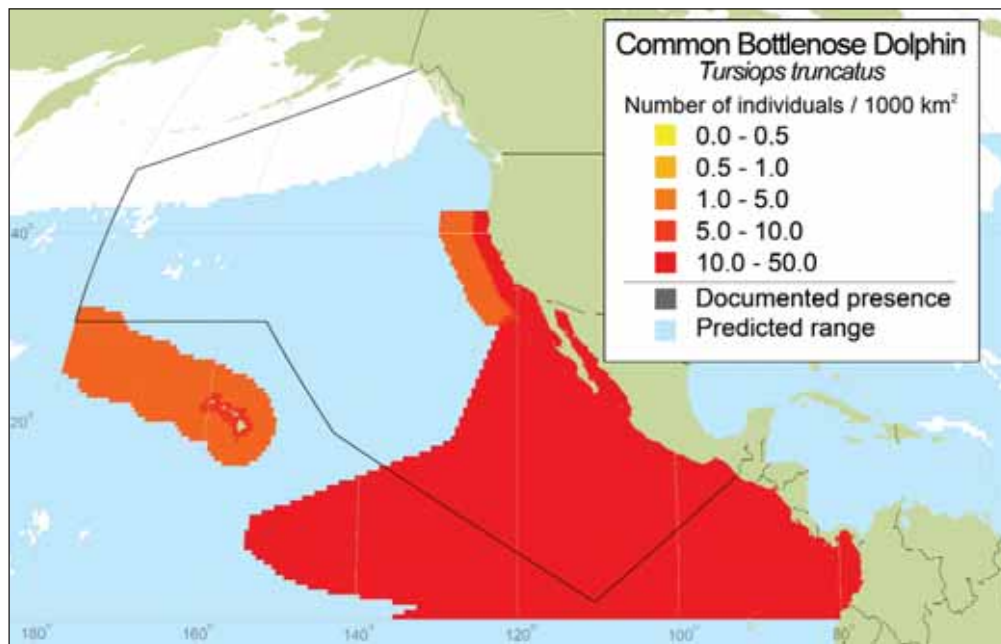 Common Bottlenose Dolphin
Tursiops truncatus
Number of individuals / 1000 km²
0.0 - 0.5
0.5 - 1.0
1.0 - 5.0
5.0 - 10.0
10.0 - 50.0
Documented presence
Predicted range
40°
20°
180° 160° 140° 120° 100° 80°